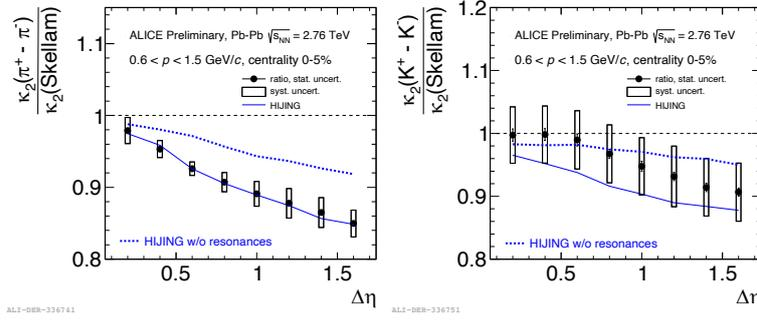 κ₂(π⁺ - π⁻)
κ₂(Skellam)
ALICE Preliminary, Pb-Pb √sNN = 2.76 TeV
0.6 < p < 1.5 GeV/c, centrality 0-5%
ratio, stat. uncert.
syst. uncert.
HIJING
HIJING w/o resonances
1.1
1
0.9
0.8
0.5
1
1.5
Δη
ALI-DER-336741
κ₂(K⁺ - K⁻)
κ₂(Skellam)
ALICE Preliminary, Pb-Pb √sNN = 2.76 TeV
0.6 < p < 1.5 GeV/c, centrality 0-5%
ratio, stat. uncert.
syst. uncert.
HIJING
HIJING w/o resonances
1.2
1.1
1
0.9
0.8
0.5
1
1.5
Δη
ALI-DER-336751